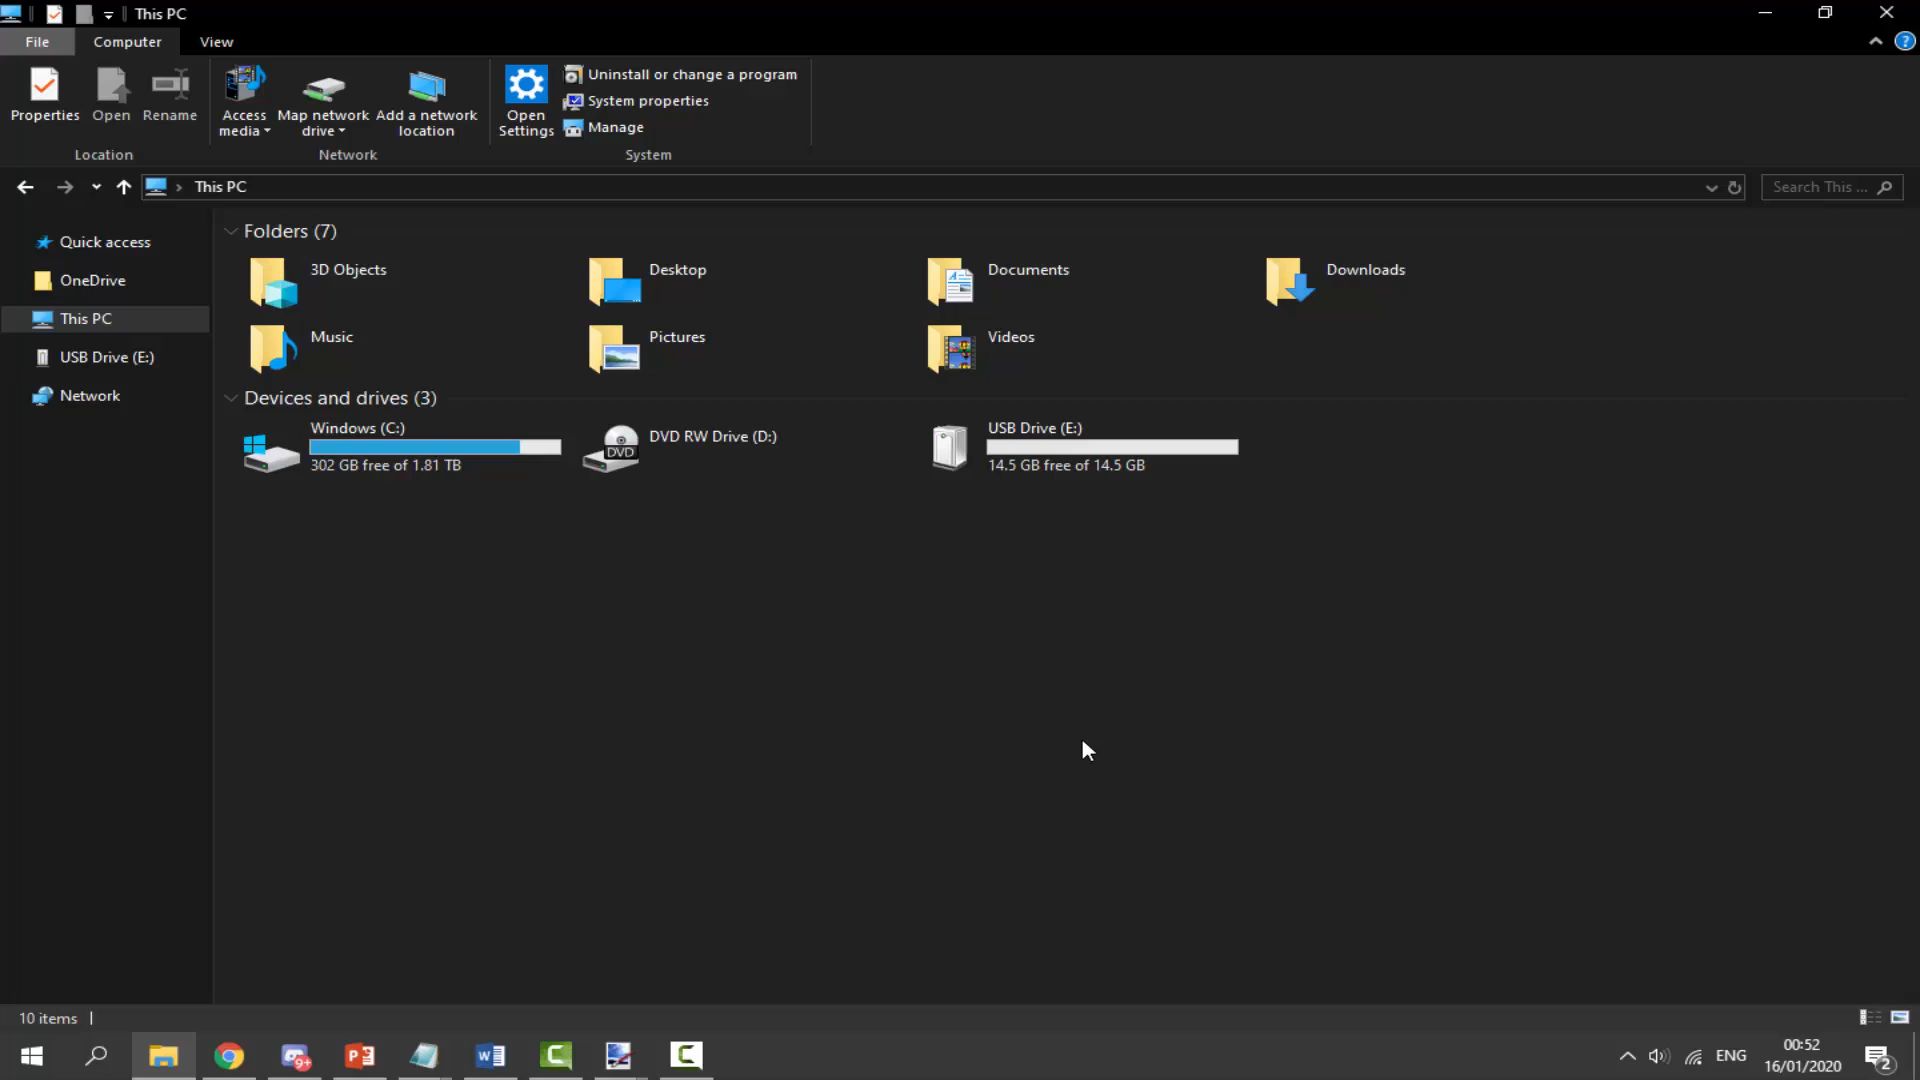 This PC
File Computer View
Properties Open Rename Access media Map network drive Add a network location Open Settings Uninstall or change a program
System properties
Manage
Location Network System
This PC Search This ...
Quick access
OneDrive
This PC
USB Drive (E:)
Network
Folders (7)
3D Objects Desktop Documents Downloads
Music Pictures Videos
Devices and drives (3)
Windows (C:) DVD RW Drive (D:) USB Drive (E:)
DVD
302 GB free of 1.81 TB 14.5 GB free of 14.5 GB
10 items
9+ ENG 00:52
16/01/2020 2